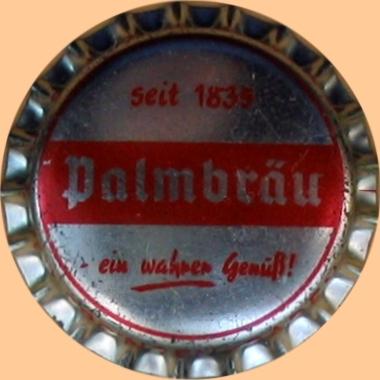 seit 1835
Palmbräu
- ein wahrer Genuß!